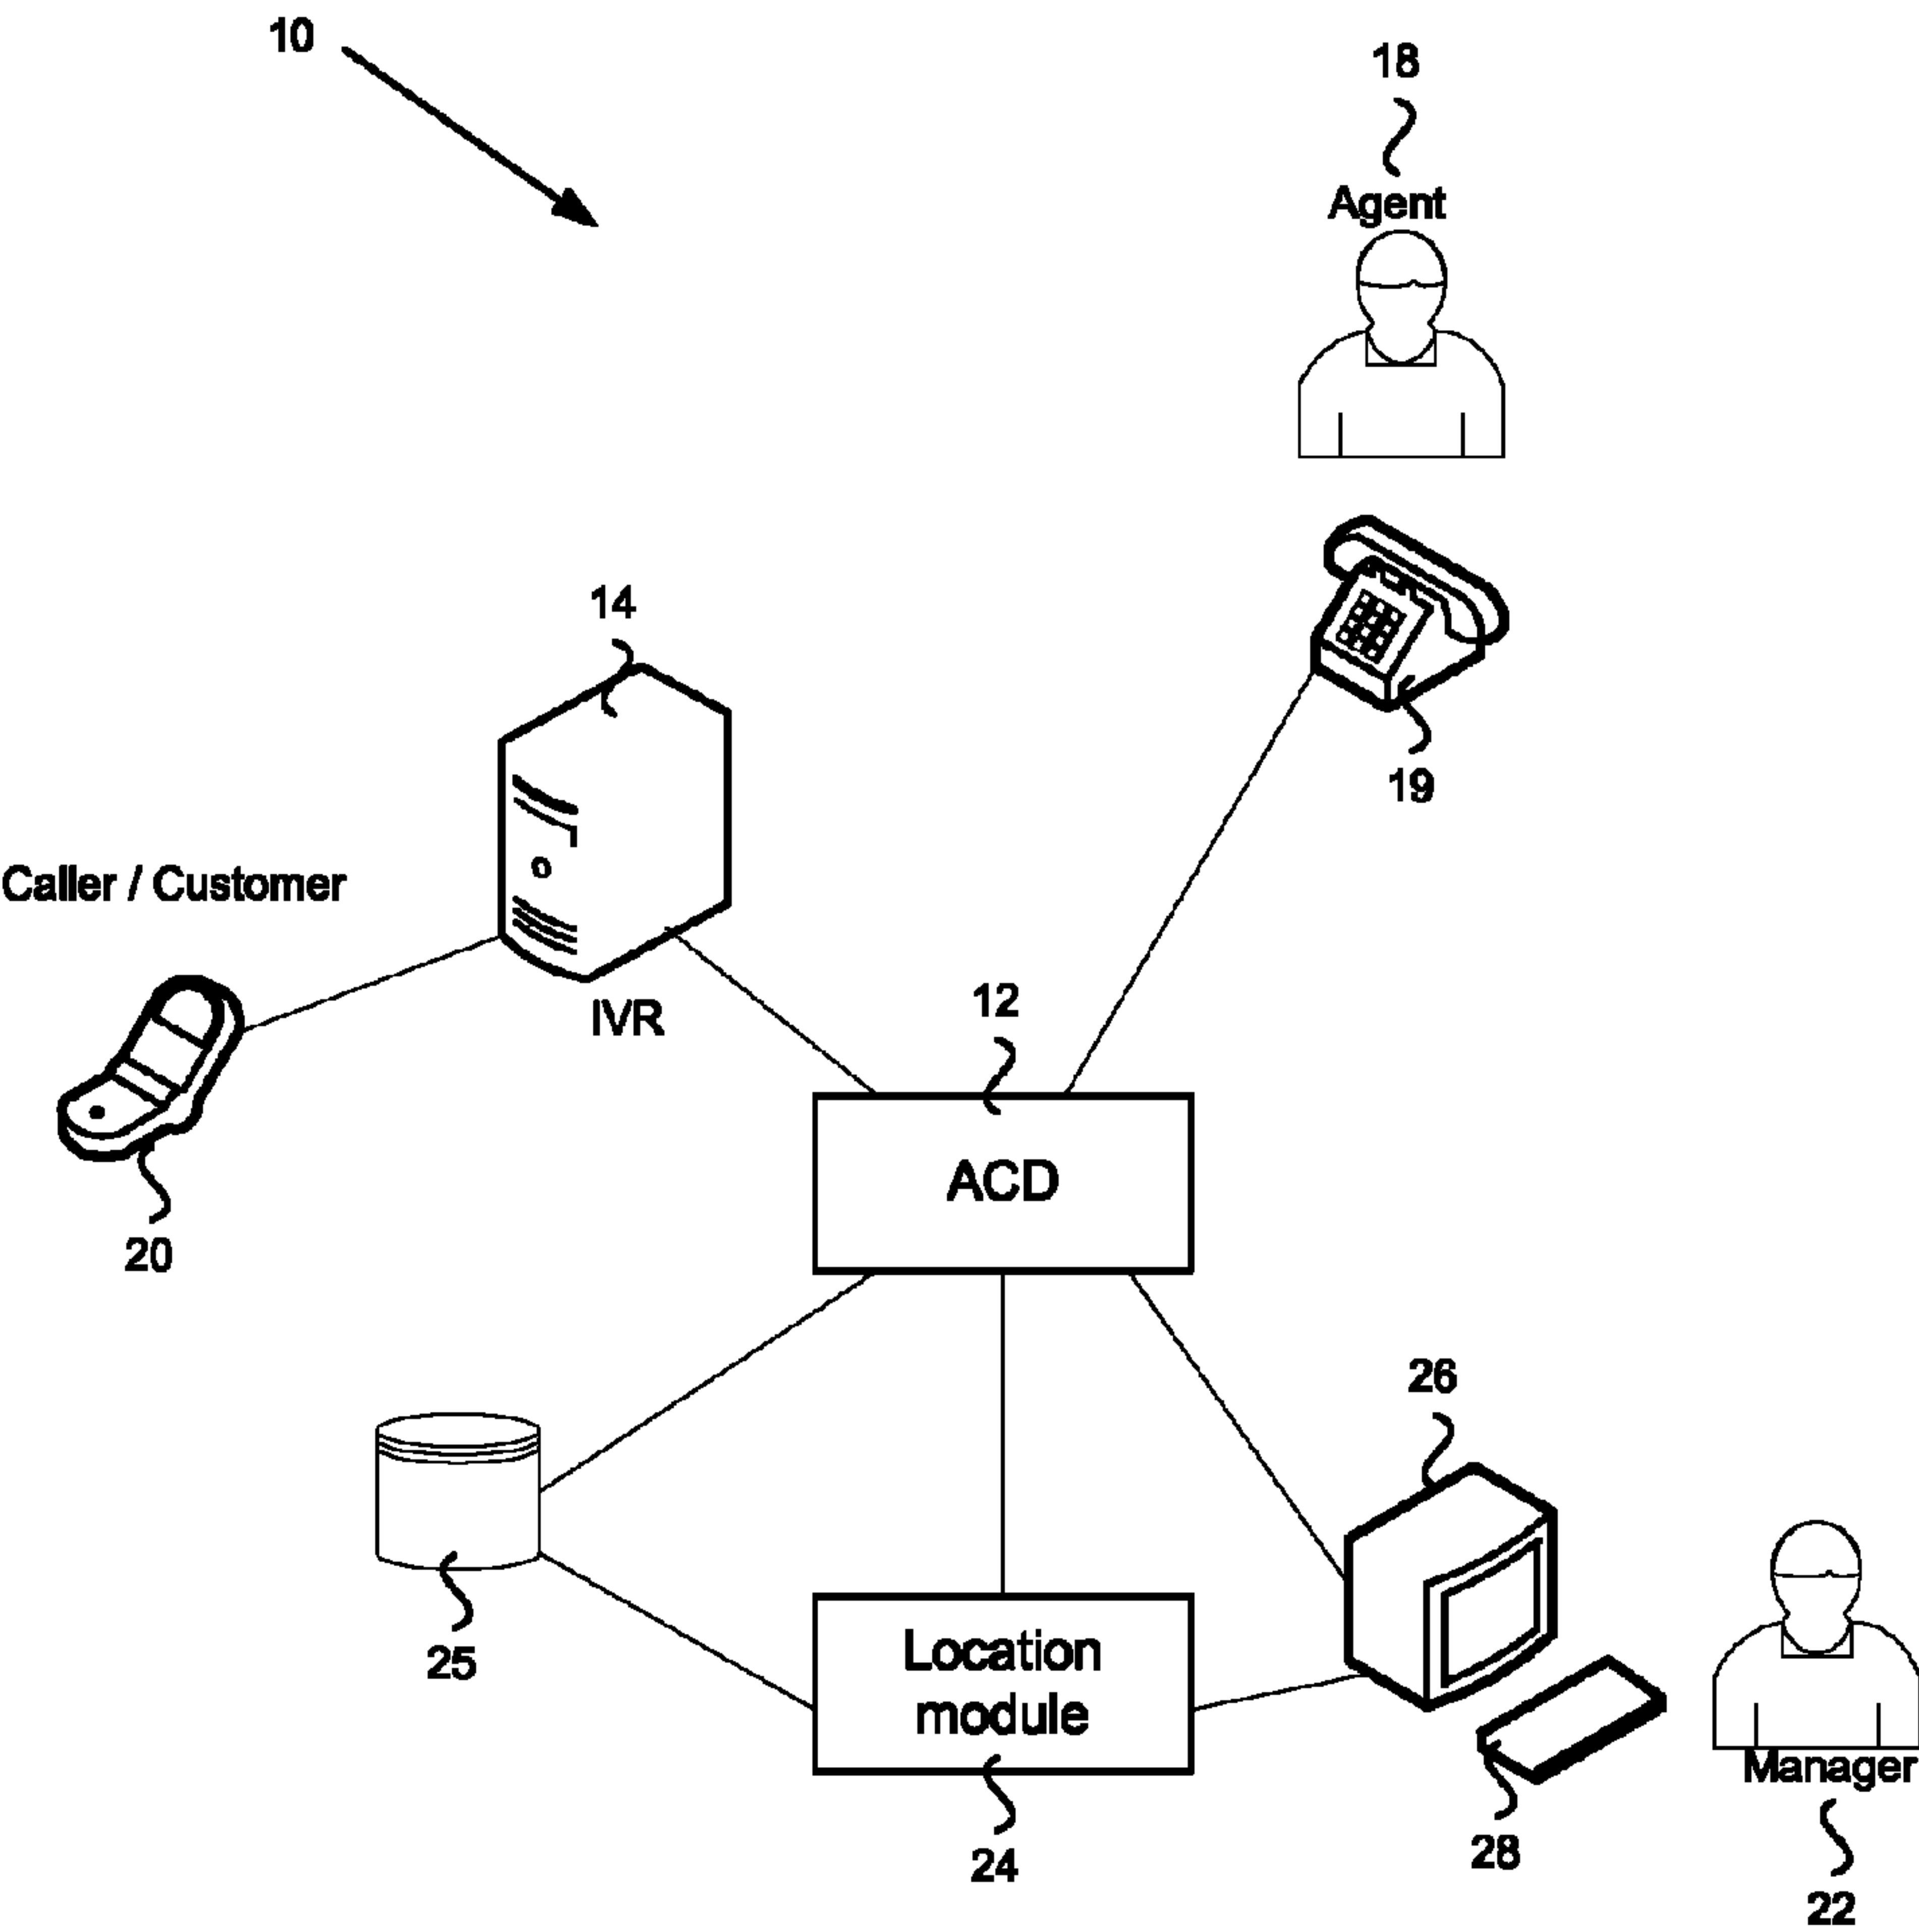 10
18
Agent
14
19
Caller / Customer
IVR
12
ACD
20
26
25
Location
module
Manager
28
24
22